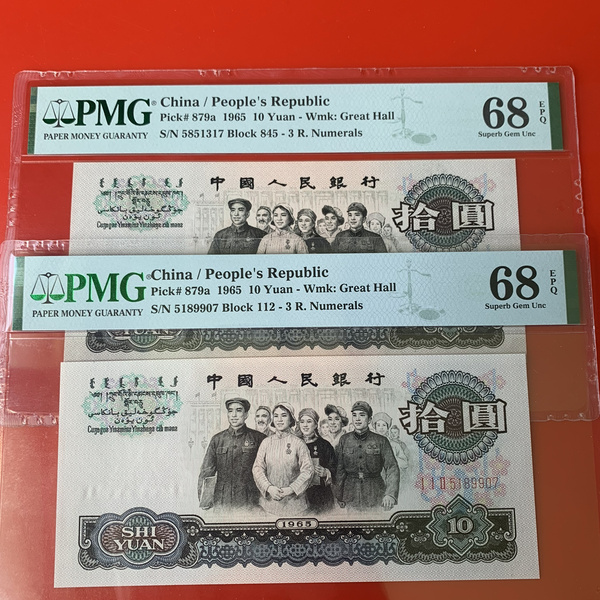 PMG
PAPER MONEY GUARANTY
China / People's Republic
Pick# 879a 1965 10 Yuan - Wmk: Great Hall
S/N 5851317 Block 845 - 3 R. Numerals
68 EPQ
Superb Gem Unc
中國人民銀行
拾圓
PMG
PAPER MONEY GUARANTY
China / People's Republic
Pick# 879a 1965 10 Yuan - Wmk: Great Hall
S/N 5189907 Block 112 - 3 R. Numerals
68 EPQ
Superb Gem Unc
中國人民銀行
拾圓
I I II 5189907
SHI YUAN
1965
10